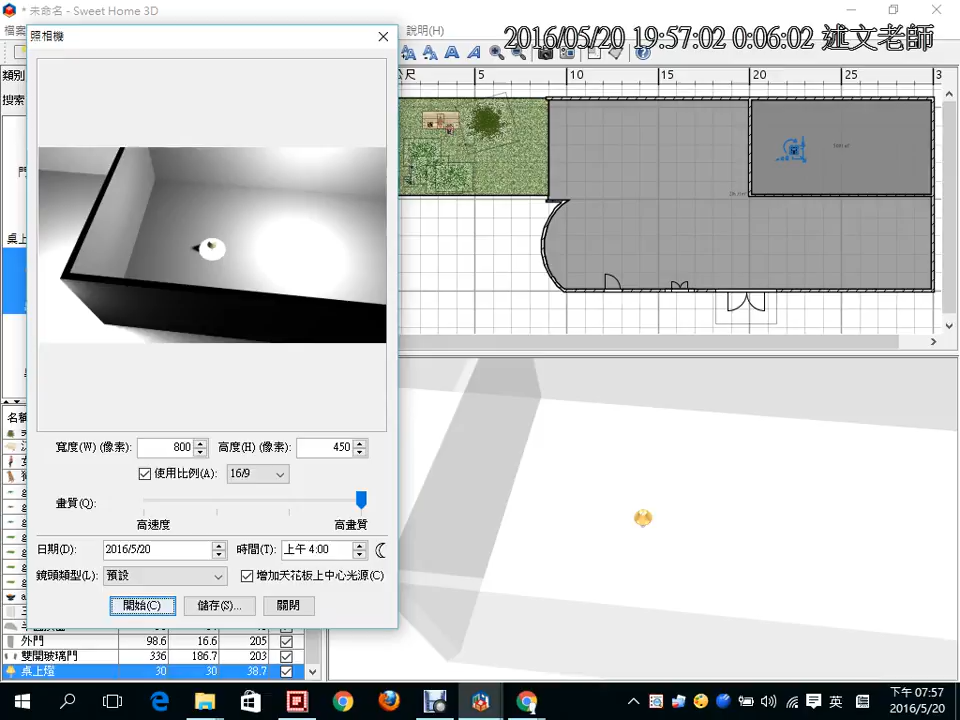 * 未命名 - Sweet Home 3D
檔案
說明(H)
2016/05/20 19:57:02 0:06:02 述文老師
照相機
類別
搜索
公尺
5
10
15
20
25
3
門
桌上
名稱
寬度(W) (像素):
800
高度(H) (像素):
450
使用比例(A):
16/9
畫質(Q):
高速度
高畫質
日期(D):
2016/5/20
時間(T):
上午 4:00
鏡頭類型(L):
預設
增加天花板上中心光源(C)
開始(C)
儲存(S)...
關閉
外門
98.6
16.6
205
雙開玻璃門
336
186.7
203
桌上燈
30
30
38.7
英
下午 07:57
2016/5/20